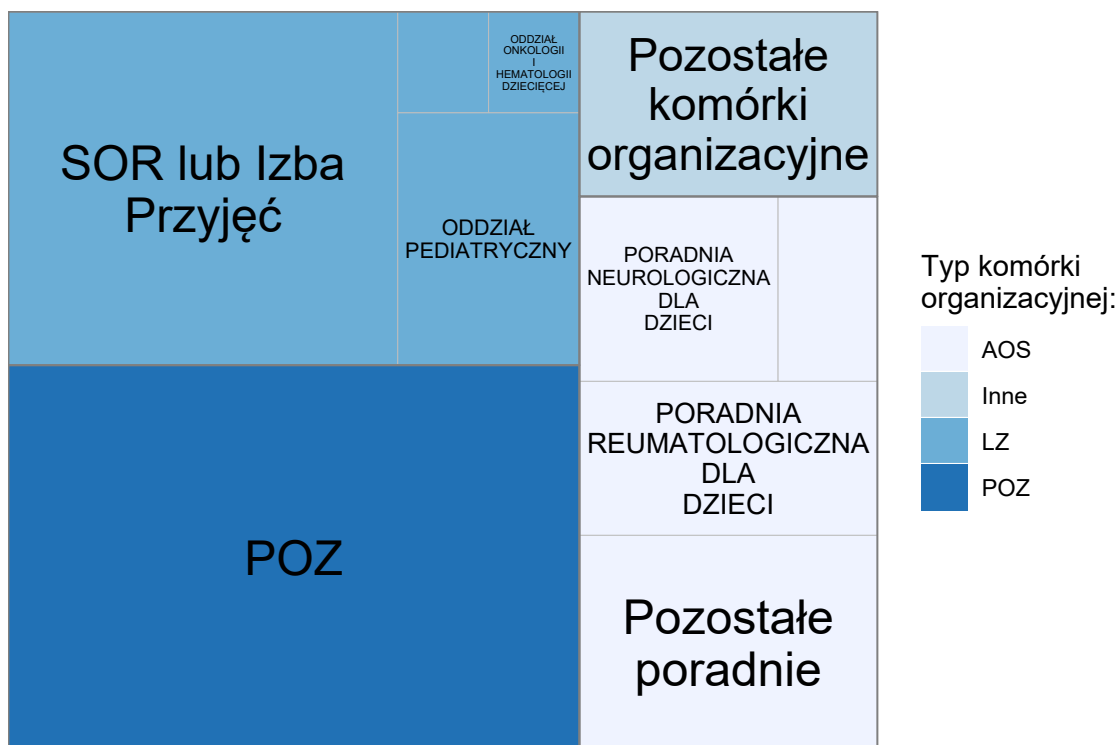 SOR lub Izba
Przyjęć
ODDZIAŁ
ONKOLOGII
I
HEMATOLOGII
DZIECIĘCEJ
ODDZIAŁ
PEDIATRYCZNY
POZ
Pozostałe
komórki
organizacyjne
PORADNIA
NEUROLOGICZNA
DLA
DZIECI
PORADNIA
REUMATOLOGICZNA
DLA
DZIECI
Pozostałe
poradnie
Typ komórki
organizacyjnej:
AOS
Inne
LZ
POZ